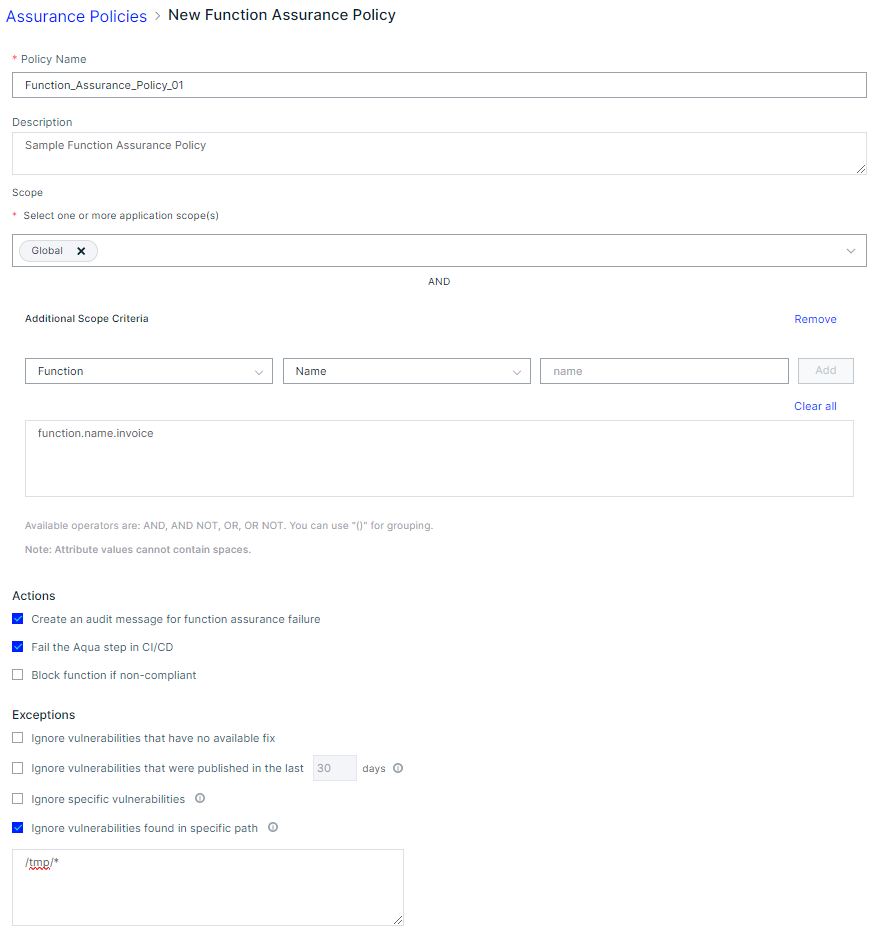 Assurance Policies > New Function Assurance Policy
* Policy Name
Function_Assurance_Policy_01
Description
Sample Function Assurance Policy
Scope
* Select one or more application scope(s)
Global
AND
Additional Scope Criteria
Remove
Function
Name
name
Add
Clear all
function.name.invoice
Available operators are: AND, AND NOT, OR, OR NOT. You can use "()" for grouping.
Note: Attribute values cannot contain spaces.
Actions
Create an audit message for function assurance failure
Fail the Aqua step in CI/CD
Block function if non-compliant
Exceptions
Ignore vulnerabilities that have no available fix
Ignore vulnerabilities that were published in the last 30 days
Ignore specific vulnerabilities
Ignore vulnerabilities found in specific path
/tmp/*